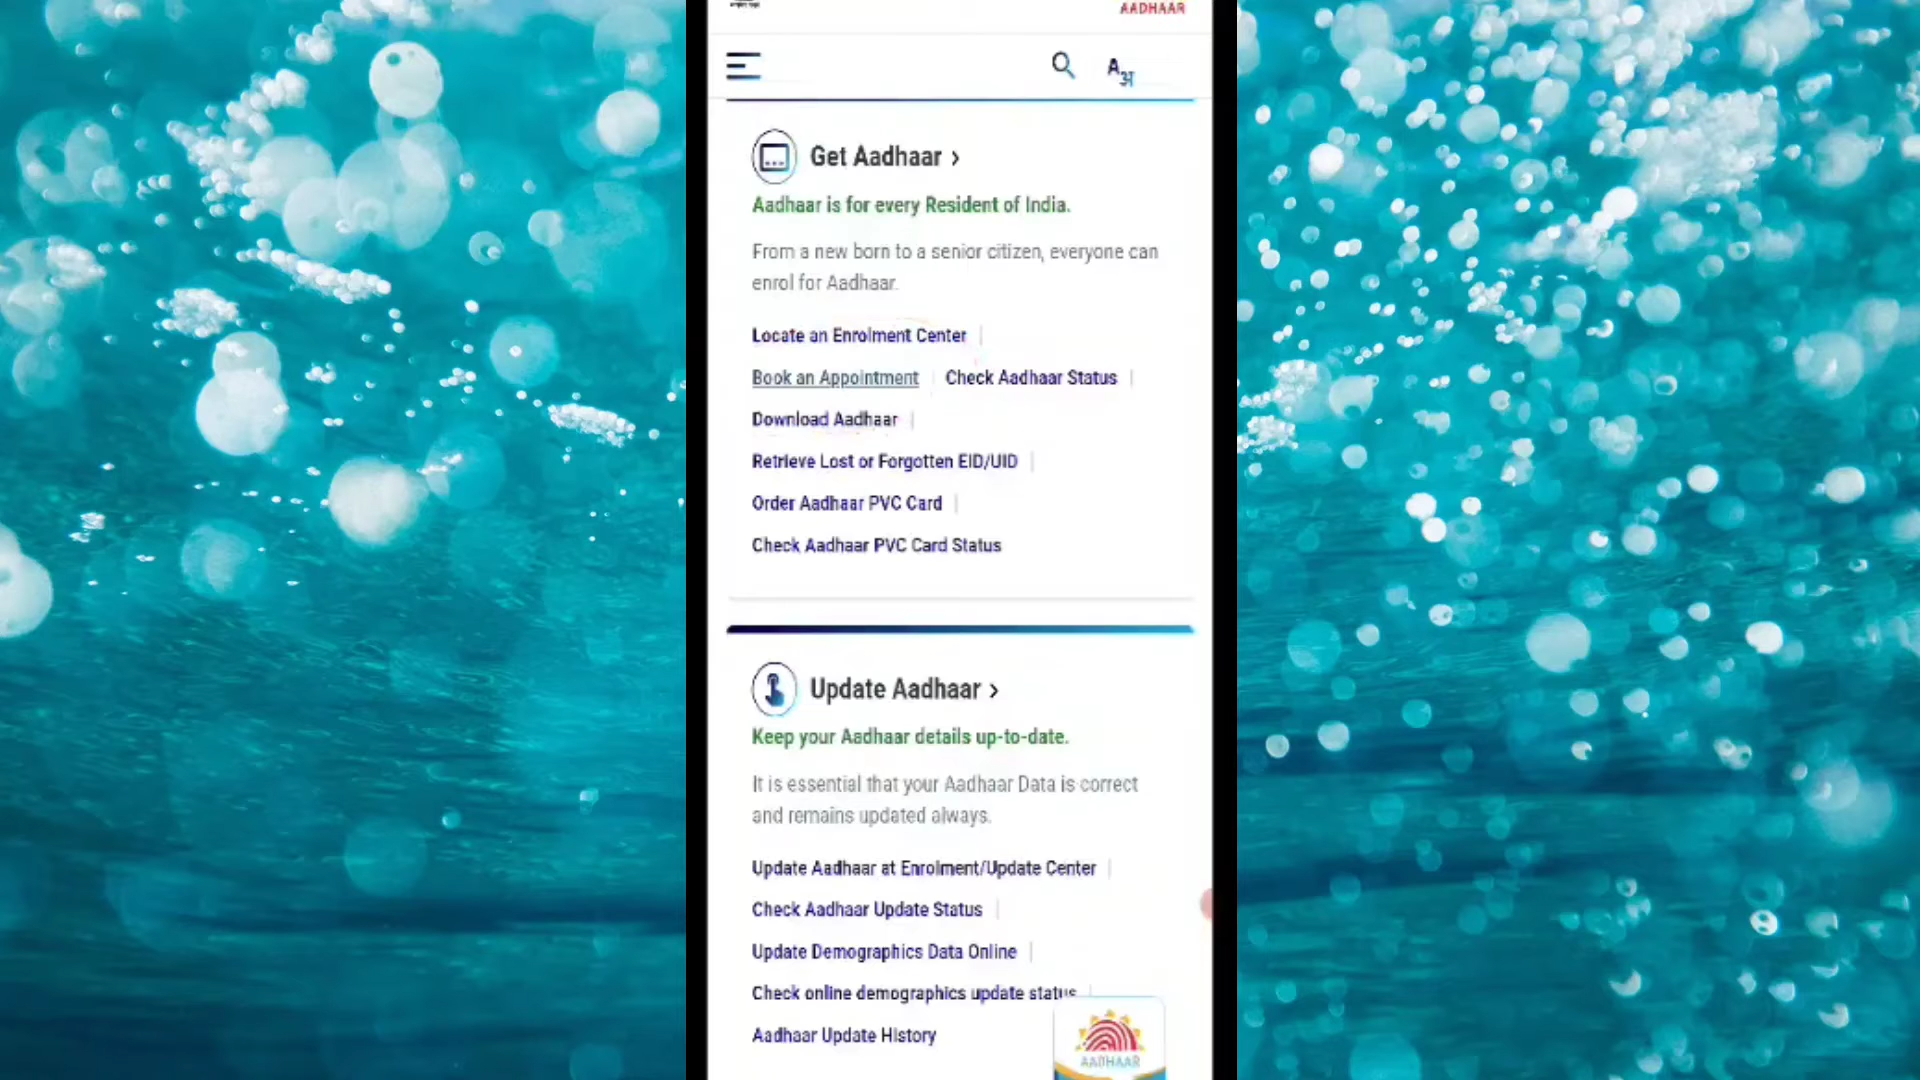 AADHAAR
A अ
Get Aadhaar ›
Aadhaar is for every Resident of India.
From a new born to a senior citizen, everyone can
enrol for Aadhaar.
Locate an Enrolment Center |
Book an Appointment | Check Aadhaar Status |
Download Aadhaar |
Retrieve Lost or Forgotten EID/UID |
Order Aadhaar PVC Card |
Check Aadhaar PVC Card Status
Update Aadhaar ›
Keep your Aadhaar details up-to-date.
It is essential that your Aadhaar Data is correct
and remains updated always.
Update Aadhaar at Enrolment/Update Center |
Check Aadhaar Update Status |
Update Demographics Data Online |
Check online demographics update status |
Aadhaar Update History
AADHAAR